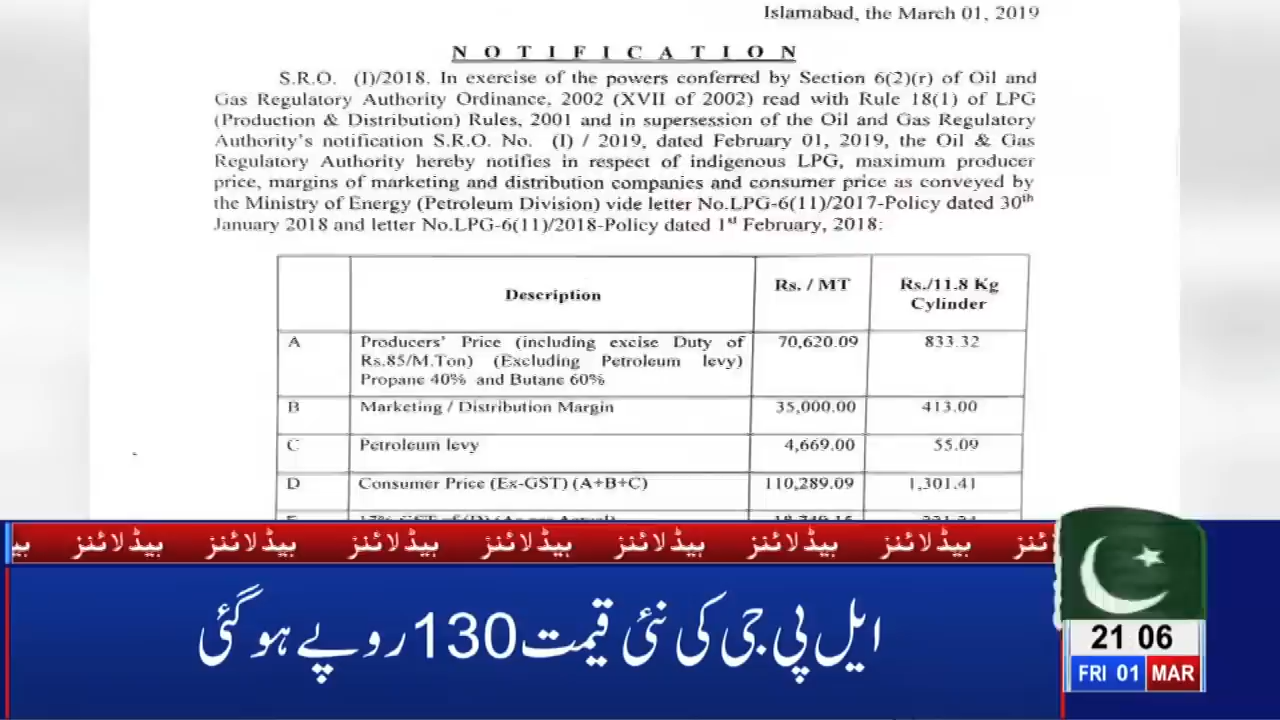 Islamabad, the March 01, 2019
NOTIFICATION
S.R.O. (I)/2018. In exercise of the powers conferred by Section 6(2)(r) of Oil and
Gas Regulatory Authority Ordinance, 2002 (XVII of 2002) read with Rule 18(1) of LPG
(Production & Distribution) Rules, 2001 and in supersession of the Oil and Gas Regulatory
Authority's notification S.R.O. No. (I) / 2019, dated February 01, 2019, the Oil & Gas
Regulatory Authority hereby notifies in respect of indigenous LPG, maximum producer
price, margins of marketing and distribution companies and consumer price as conveyed by
the Ministry of Energy (Petroleum Division) vide letter No.LPG-6(11)/2017-Policy dated 30th
January 2018 and letter No.LPG-6(11)/2018-Policy dated 1st February, 2018:
Description Rs. / MT Rs./11.8 Kg
Cylinder
A Producers' Price (including excise Duty of 70,620.09 833.32
Rs.85/M.Ton) (Excluding Petroleum levy)
Propane 40% and Butane 60%
B Marketing / Distribution Margin 35,000.00 413.00
C Petroleum levy 4,669.00 55.09
D Consumer Price (Ex-GST) (A+B+C) 110,289.09 1,301.41
ہیڈلائنز ہیڈلائنز ہیڈلائنز ہیڈلائنز ہیڈلائنز ہیڈلائنز ہیڈلائنز
ایل پی جی کی نئی قیمت 130 روپے ہوگئی
21 06
FRI 01 MAR